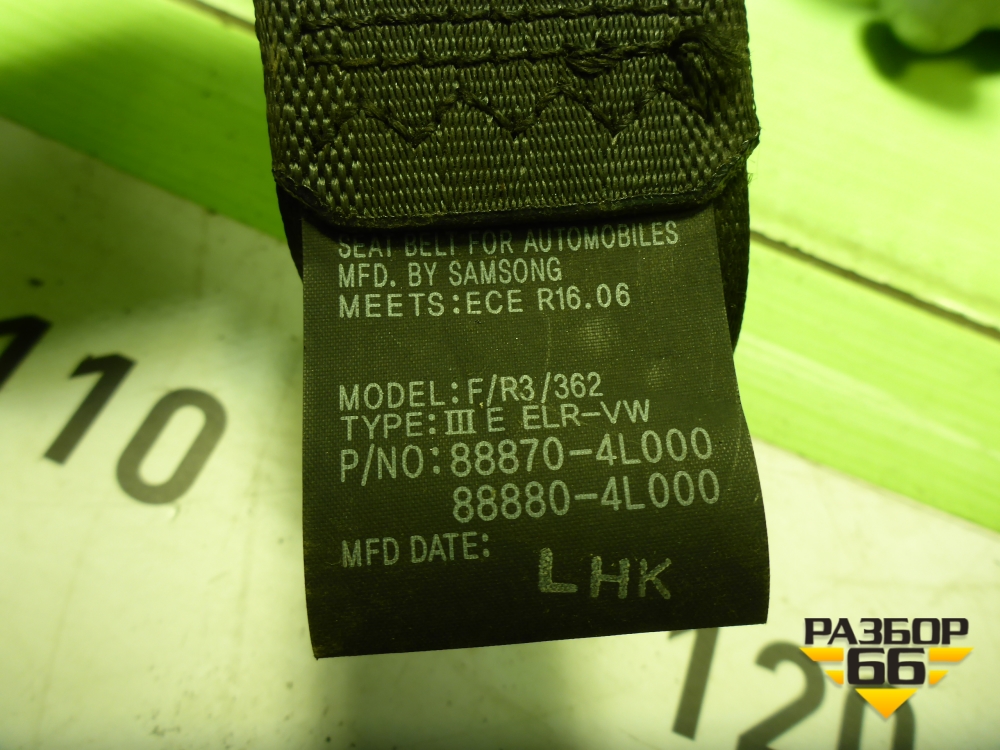 SEAT BELT FOR AUTOMOBILES
MFD. BY SAMSONG
MEETS:ECE R16.06
MODEL:F/R3/362
TYPE:III E ELR-VW
P/NO:88870-4L000
88880-4L000
MFD DATE:
LHK
110
120
РАЗБОР
66